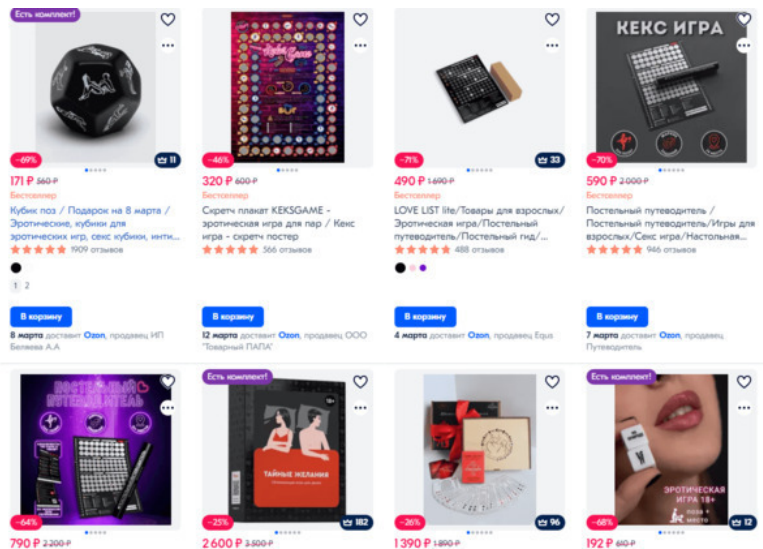 Есть комплект!
-69%
11
171 ₽ 560 ₽
Бестселлер
Кубик поз / Подарок на 8 марта /
Эротические, кубики для
эротических игр, секс кубики, инти...
1909 отзывов
1 2
В корзину
8 марта доставит Ozon, продавец ИП
Беляева А.А
-46%
320 ₽ 600 ₽
Бестселлер
Скретч плакат KEKSGAME -
эротическая игра для пар / Кекс
игра - скретч постер
566 отзывов
В корзину
12 марта доставит Ozon, продавец ООО
"Товарный ПАПА"
-71%
33
490 ₽ 1 690 ₽
Бестселлер
LOVE LIST life/Товары для взрослых/
Эротическая игра/Постельный
путеводитель/Постельный гид/...
488 отзывов
В корзину
4 марта доставит Ozon, продавец Equs
КЕКС ИГРА
-70%
590 ₽ 2 000 ₽
Бестселлер
Постельный путеводитель /
Постельный путеводитель/Игры для
взрослых/Секс игра/Настольная...
946 отзывов
В корзину
7 марта доставит Ozon, продавец
Путеводитель
ПОСТЕЛЬНЫЙ
ПУТЕВОДИТЕЛЬ
-64%
790 ₽ 2 200 ₽
Есть комплект!
18+
ТАЙНЫЕ ЖЕЛАНИЯ
-25%
182
2 600 ₽ 3 500 ₽
-26%
96
1 390 ₽ 1 890 ₽
Есть комплект!
ЭРОТИЧЕСКАЯ
ИГРА 18+
поза +
место
-68%
12
192 ₽ 610 ₽